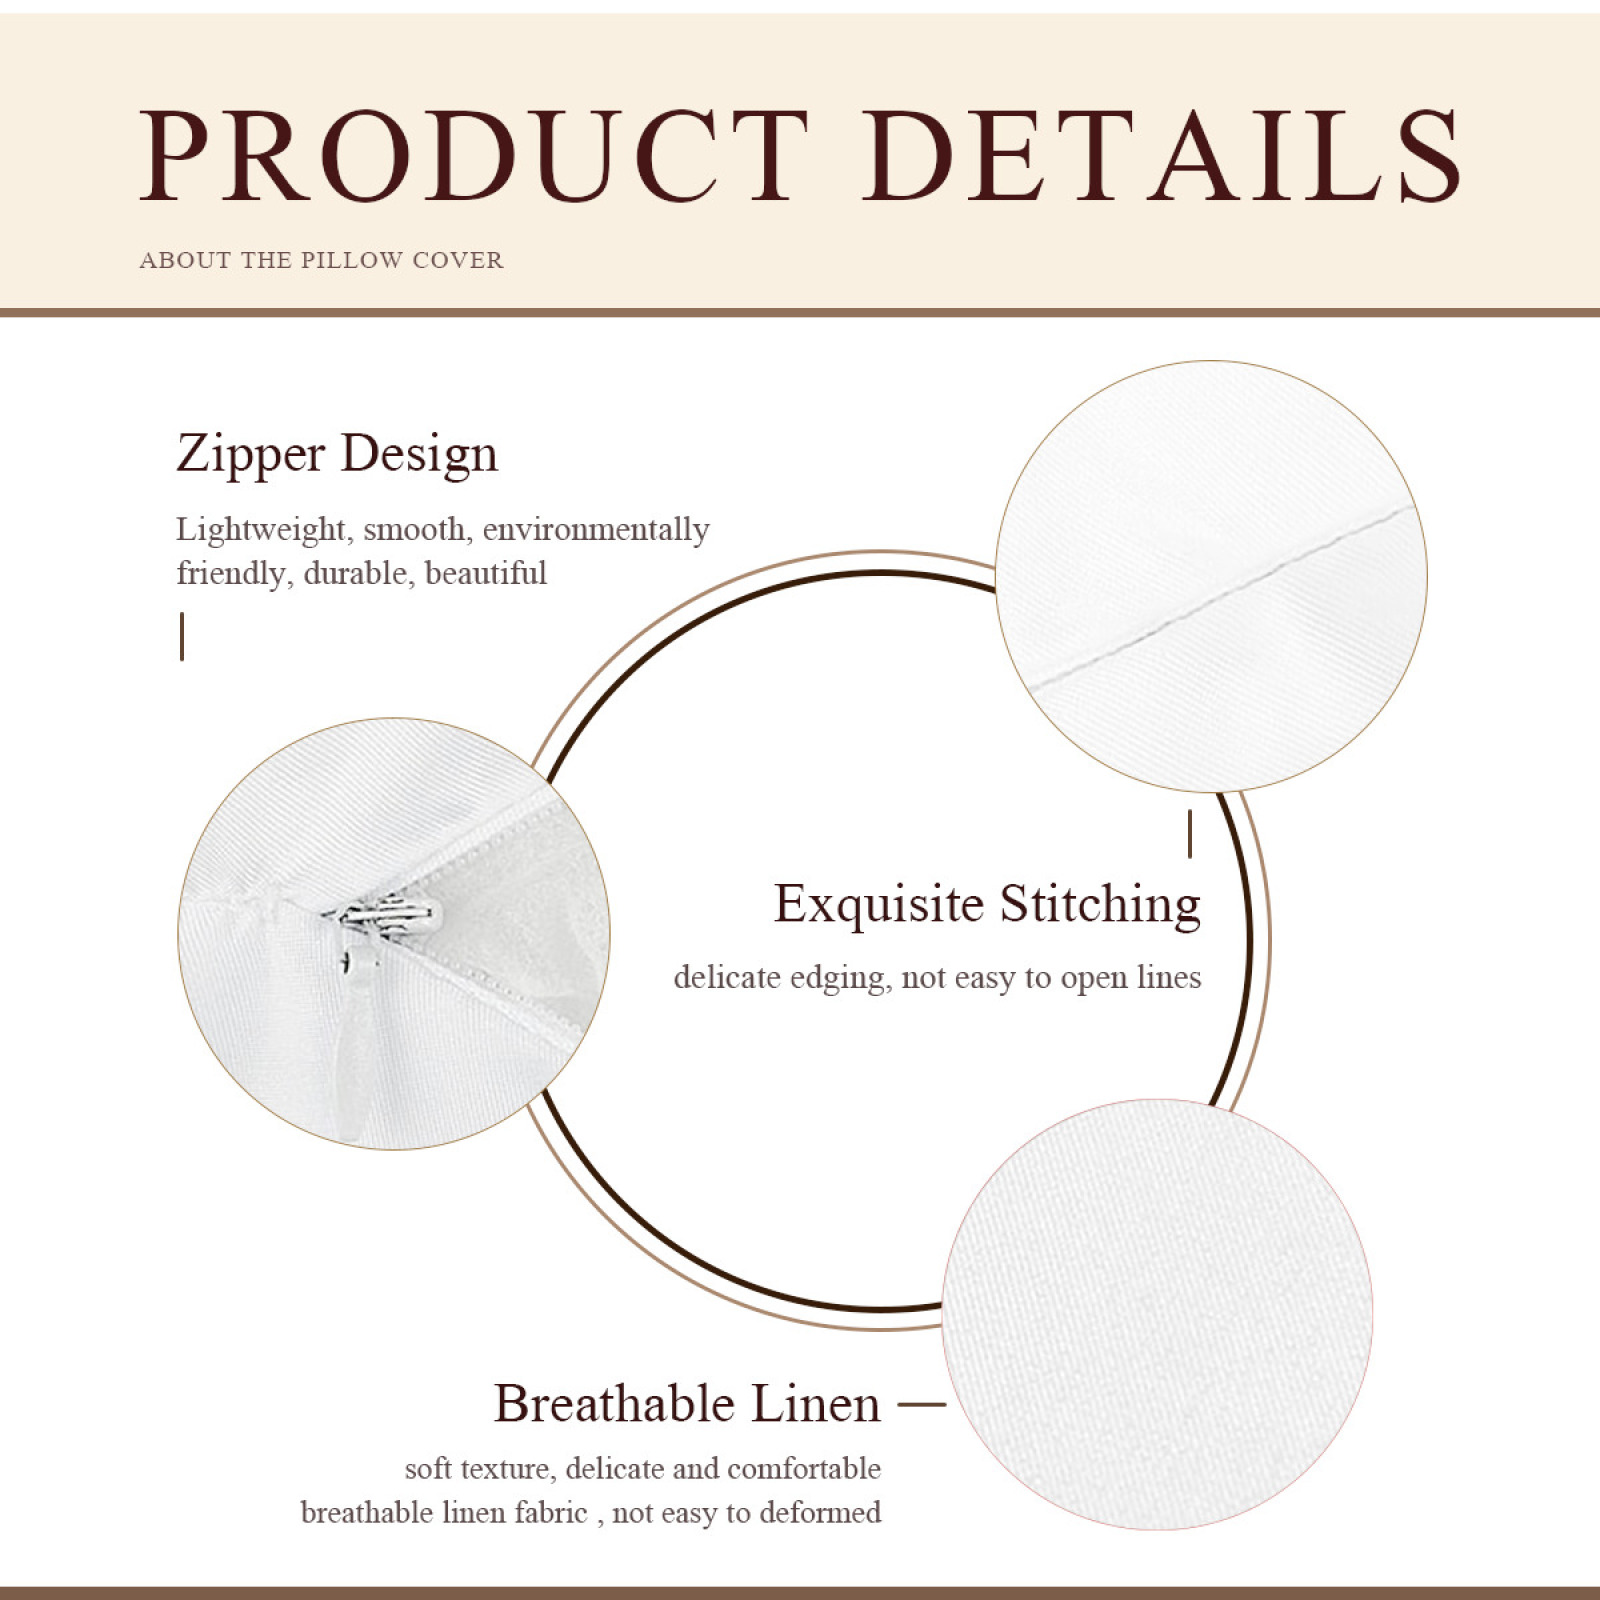 PRODUCT DETAILS
ABOUT THE PILLOW COVER
Zipper Design
Lightweight, smooth, environmentally
friendly, durable, beautiful
Exquisite Stitching
delicate edging, not easy to open lines
Breathable Linen
soft texture, delicate and comfortable
breathable linen fabric , not easy to deformed